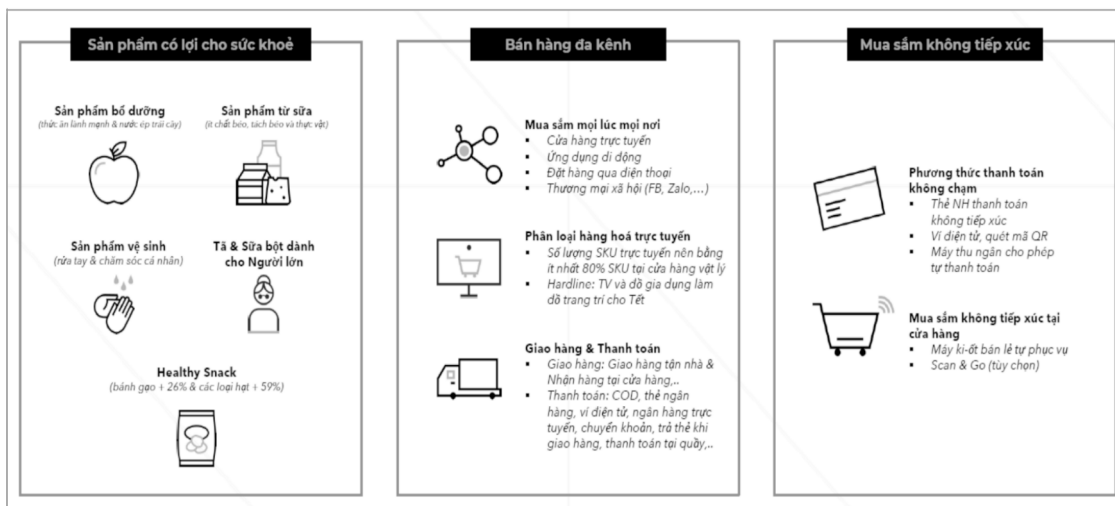 Sản phẩm có lợi cho sức khoẻ
Sản phẩm bổ dưỡng
(thức ăn lành mạnh & nước ép trái cây)
Sản phẩm từ sữa
(ít chất béo, tách béo và thực vật)
Sản phẩm vệ sinh
(rửa tay & chăm sóc cá nhân)
Tã & Sữa bột dành
cho Người lớn
Healthy Snack
(bánh gạo + 26% & các loại hạt + 59%)
Bán hàng đa kênh
Mua sắm mọi lúc mọi nơi
▪ Cửa hàng trực tuyến
▪ Ứng dụng di động
▪ Đặt hàng qua điện thoại
▪ Thương mại xã hội (FB, Zalo,...)
Phân loại hàng hoá trực tuyến
▪ Số lượng SKU trực tuyến nên bằng
ít nhất 80% SKU tại cửa hàng vật lý
▪ Hardline: TV và đồ gia dụng làm
đồ trang trí cho Tết
Giao hàng & Thanh toán
▪ Giao hàng: Giao hàng tận nhà &
Nhận hàng tại cửa hàng,..
▪ Thanh toán: COD, thẻ ngân
hàng, ví điện tử, ngân hàng trực
tuyến, chuyển khoản, trả thẻ khi
giao hàng, thanh toán tại quầy,..
Mua sắm không tiếp xúc
Phương thức thanh toán
không chạm
▪ Thẻ NH thanh toán
không tiếp xúc
▪ Ví điện tử, quét mã QR
▪ Máy thu ngân cho phép
tự thanh toán
Mua sắm không tiếp xúc tại
cửa hàng
▪ Máy ki-ốt bán lẻ tự phục vụ
▪ Scan & Go (tùy chọn)